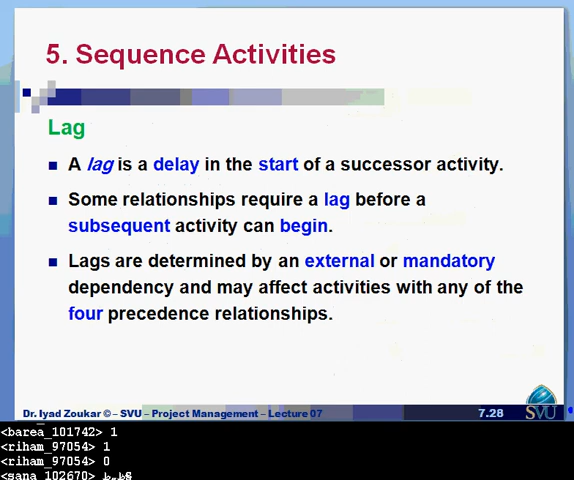 5. Sequence Activities
Lag
A lag is a delay in the start of a successor activity.
Some relationships require a lag before a
subsequent activity can begin.
Lags are determined by an external or mandatory
dependency and may affect activities with any of the
four precedence relationships.
Dr. Iyad Zoukar © – SVU – Project Management – Lecture 07
7.28
SVU
<barea_101742> 1
<riham_97054> 1
<riham_97054> 0
<sana_102670>